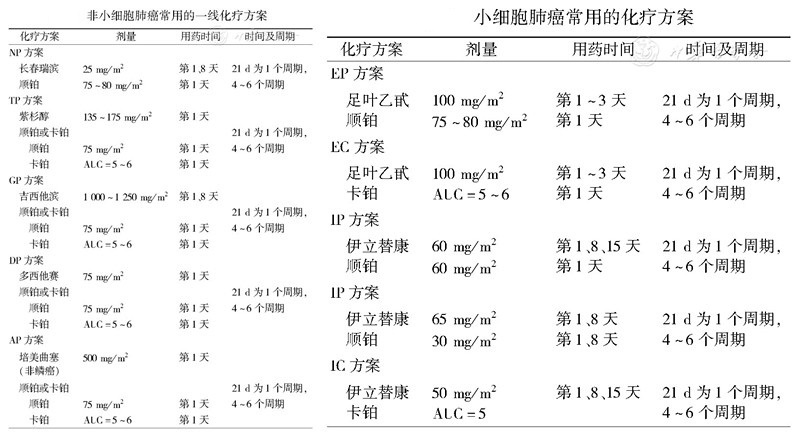 非小细胞肺癌常用的一线化疗方案
化疗方案 剂量 用药时间 时间及周期
NP 方案
长春瑞滨 25 mg/m2 第 1、8 天 21 d 为 1 个周期,
顺铂 75 ~ 80 mg/m2 第 1 天 4 ~ 6 个周期
TP 方案
紫杉醇 135 ~ 175 mg/m2 第 1 天
顺铂或卡铂 21 d 为 1 个周期,
顺铂 75 mg/m2 第 1 天 4 ~ 6 个周期
卡铂 AUC = 5 ~ 6 第 1 天
GP 方案
吉西他滨 1 000 ~ 1 250 mg/m2 第 1、8 天
顺铂或卡铂 21 d 为 1 个周期,
顺铂 75 mg/m2 第 1 天 4 ~ 6 个周期
卡铂 AUC = 5 ~ 6 第 1 天
DP 方案
多西他赛 75 mg/m2 第 1 天
顺铂或卡铂 21 d 为 1 个周期,
顺铂 75 mg/m2 第 1 天 4 ~ 6 个周期
卡铂 AUC = 5 ~ 6 第 1 天
AP 方案
培美曲塞 500 mg/m2 第 1 天
(非鳞癌)
顺铂或卡铂 21 d 为 1 个周期,
顺铂 75 mg/m2 第 1 天 4 ~ 6 个周期
卡铂 AUC = 5 ~ 6 第 1 天
小细胞肺癌常用的化疗方案
化疗方案 剂量 用药时间 时间及周期
EP 方案
足叶乙甙 100 mg/m2 第 1 ~ 3 天 21 d 为 1 个周期,
顺铂 75 ~ 80 mg/m2 第 1 天 4 ~ 6 个周期
EC 方案
足叶乙甙 100 mg/m2 第 1 ~ 3 天 21 d 为 1 个周期,
卡铂 AUC = 5 ~ 6 第 1 天 4 ~ 6 个周期
IP 方案
伊立替康 60 mg/m2 第 1、8、15 天 21 d 为 1 个周期,
顺铂 60 mg/m2 第 1 天 4 ~ 6 个周期
IP 方案
伊立替康 65 mg/m2 第 1、8 天 21 d 为 1 个周期,
顺铂 30 mg/m2 第 1、8 天 4 ~ 6 个周期
IC 方案
伊立替康 50 mg/m2 第 1、8、15 天 21 d 为 1 个周期,
卡铂 AUC = 5 4 ~ 6 个周期